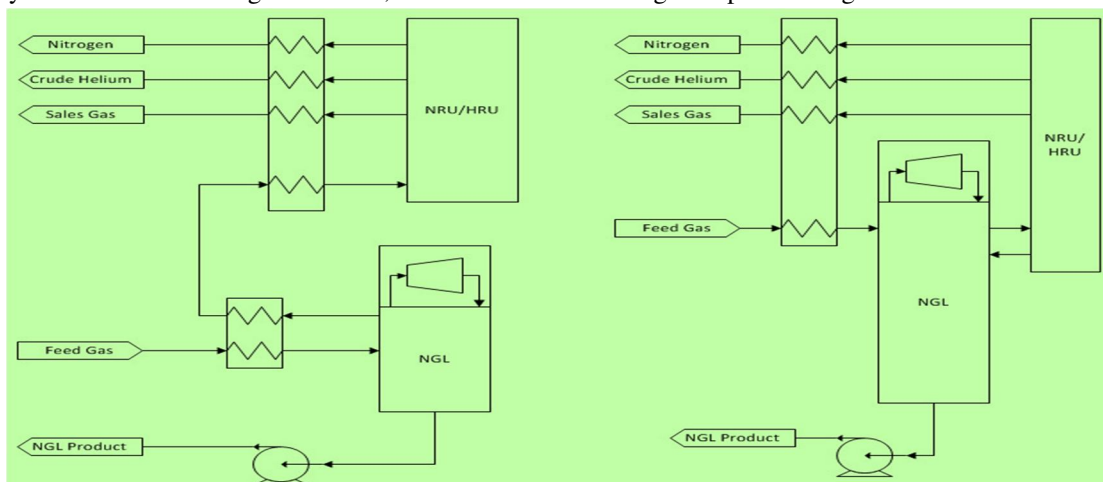 Nitrogen
Crude Helium
Sales Gas
NRU/HRU
Feed Gas
NGL
NGL Product
Nitrogen
Crude Helium
Sales Gas
NRU/
HRU
Feed Gas
NGL
NGL Product